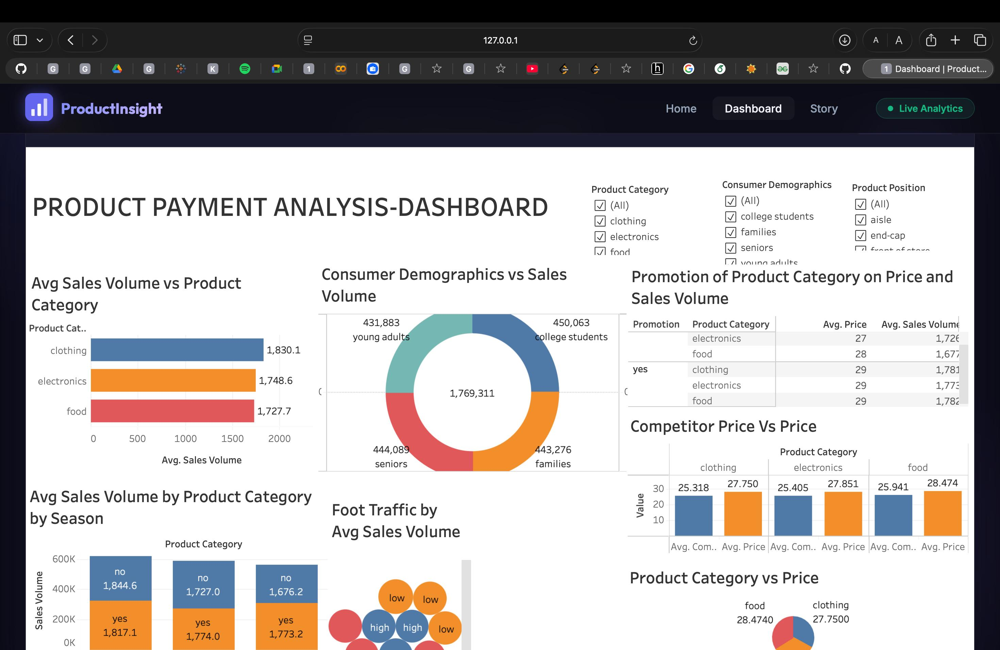 127.0.0.1
A A
G
G
G
K
1
G
G
h
1 Dashboard | Product...
ProductInsight
Home
Dashboard
Story
Live Analytics
PRODUCT PAYMENT ANALYSIS-DASHBOARD
Product Category
(All)
clothing
electronics
food
Consumer Demographics
(All)
college students
families
seniors
young adults
Product Position
(All)
aisle
end-cap
front of store
Avg Sales Volume vs Product
Category
Product Cat..
clothing
1,830.1
electronics
1,748.6
food
1,727.7
0 500 1000 1500 2000
Avg. Sales Volume
Consumer Demographics vs Sales
Volume
431,883
young adults
450,063
college students
1,769,311
444,089
seniors
443,276
families
Promotion of Product Category on Price and
Sales Volume
Promotion Product Category Avg. Price Avg. Sales Volume
electronics 27 1,726
food 28 1,677
yes clothing 29 1,781
electronics 29 1,773
food 29 1,782
Competitor Price Vs Price
Product Category
clothing electronics food
Value
30
20
10
25.318 27.750 25.405 27.851 25.941 28.474
Avg. Com.. Avg. Price Avg. Com.. Avg. Price Avg. Com.. Avg. Price
Avg Sales Volume by Product Category
by Season
Product Category
Sales Volume
600K
400K
200K
0K
no
1,844.6
yes
1,817.1
no
1,727.0
yes
1,774.0
no
1,676.2
yes
1,773.2
Foot Traffic by
Avg Sales Volume
low
low
high
high
low
Product Category vs Price
food
28.4740
clothing
27.7500